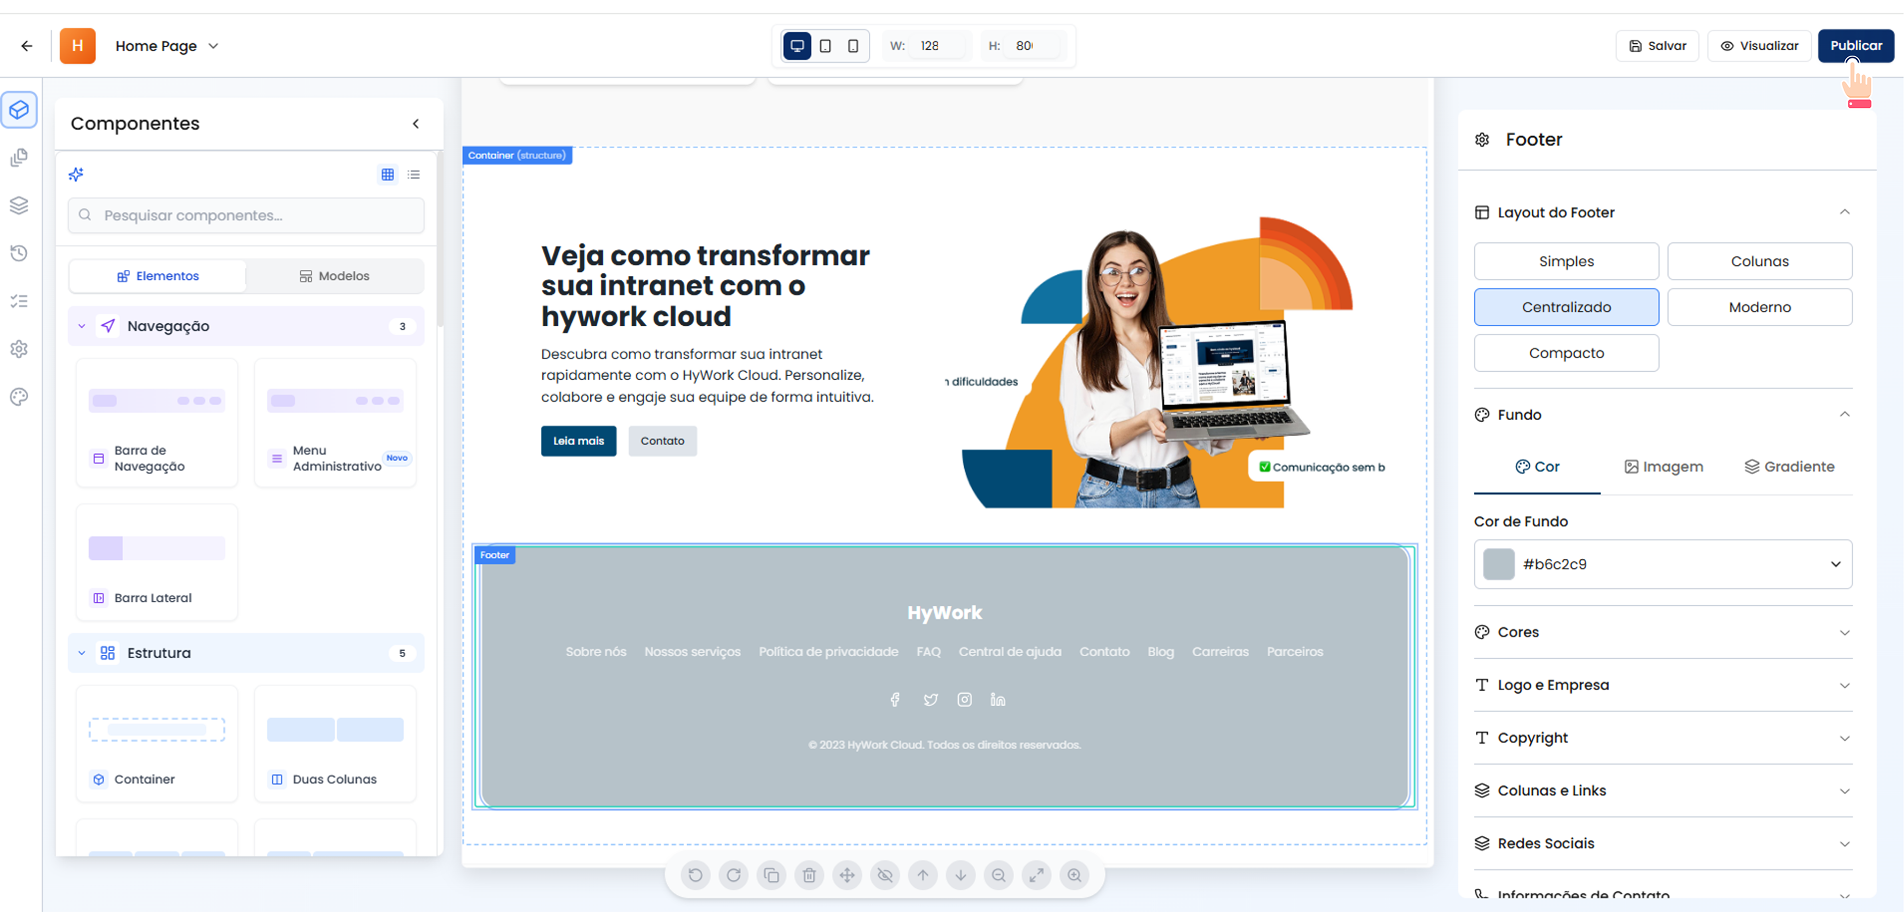 H
Home Page
W: 128
H: 80
Salvar
Visualizar
Publicar
Componentes
Pesquisar componentes...
Elementos
Modelos
Navegação
3
Barra de
Navegação
Menu
Administrativo
Novo
Barra Lateral
Estrutura
5
Container
Duas Colunas
Container (structure)
Veja como transformar
sua intranet com o
hywork cloud
Descubra como transformar sua intranet
rapidamente com o HyWork Cloud. Personalize,
colabore e engaje sua equipe de forma intuitiva.
Leia mais
Contato
dificuldades
Comunicação sem b
Footer
HyWork
Sobre nós Nossos serviços Política de privacidade FAQ Central de ajuda Contato Blog Carreiras Parceiros
© 2023 HyWork Cloud. Todos os direitos reservados.
Footer
Layout do Footer
Simples
Colunas
Centralizado
Moderno
Compacto
Fundo
Cor
Imagem
Gradiente
Cor de Fundo
#b6c2c9
Cores
Logo e Empresa
Copyright
Colunas e Links
Redes Sociais
Informações de Contato